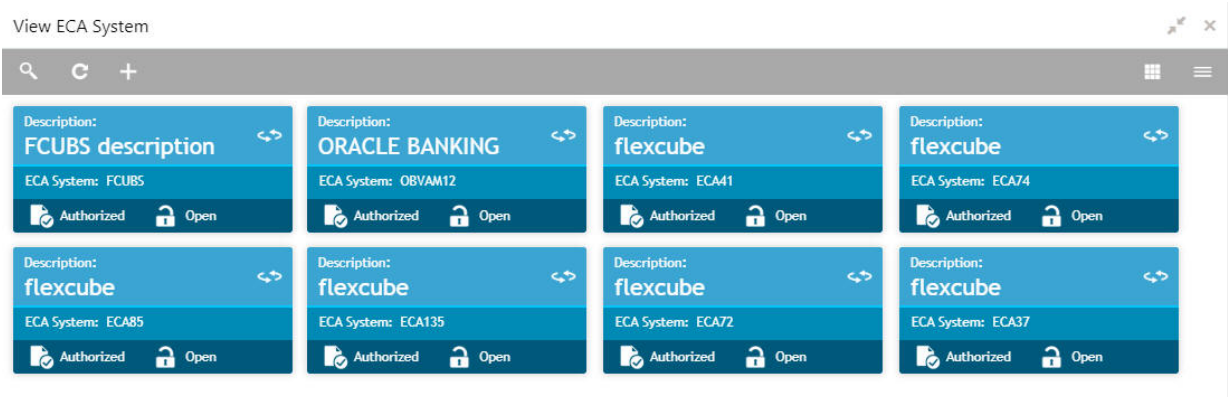 View ECA System
Description:
FCUBS description
ECA System: FCUBS
Authorized Open
Description:
ORACLE BANKING
ECA System: OBVAM12
Authorized Open
Description:
flexcube
ECA System: ECA41
Authorized Open
Description:
flexcube
ECA System: ECA74
Authorized Open
Description:
flexcube
ECA System: ECA85
Authorized Open
Description:
flexcube
ECA System: ECA135
Authorized Open
Description:
flexcube
ECA System: ECA72
Authorized Open
Description:
flexcube
ECA System: ECA37
Authorized Open